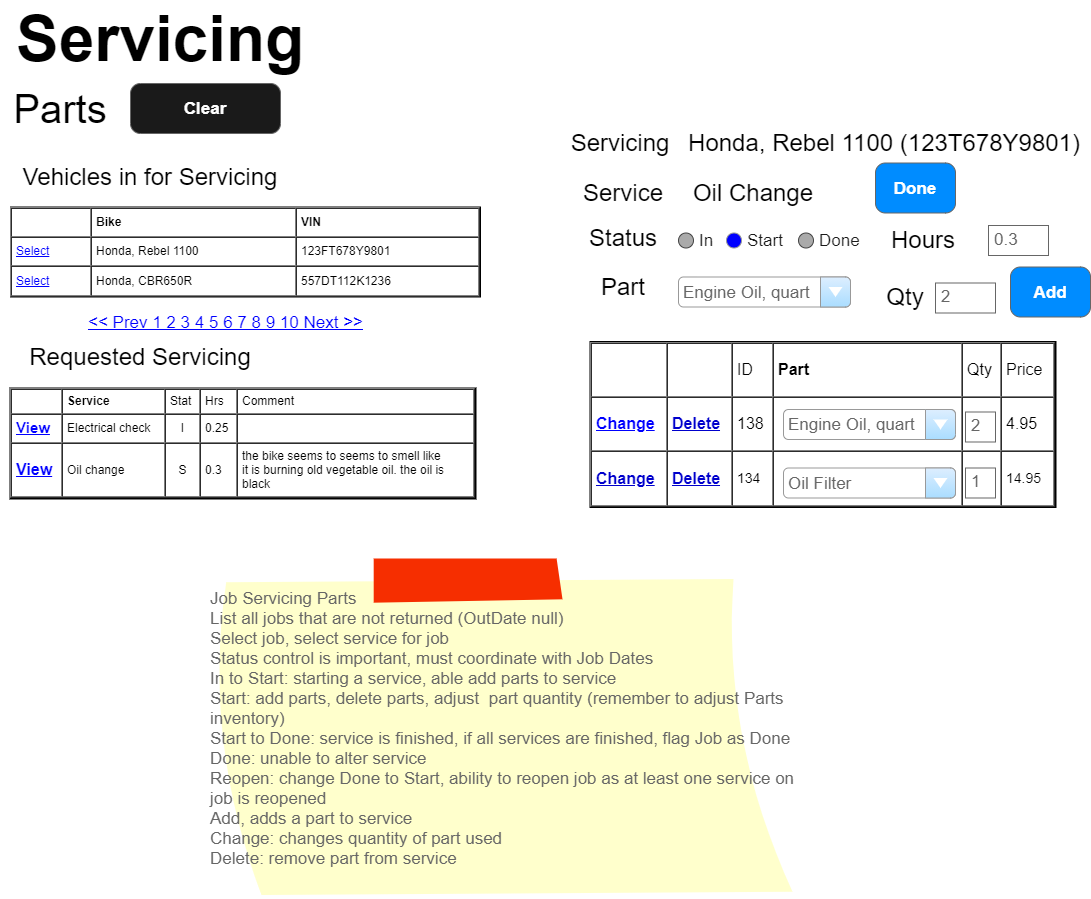 Servicing
Parts Clear
Vehicles in for Servicing
Bike VIN
Select Honda, Rebel 1100 123FT678Y9801
Select Honda, CBR650R 557DT112K1236
<< Prev 1 2 3 4 5 6 7 8 9 10 Next >>
Requested Servicing
Service Stat Hrs Comment
View Electrical check I 0.25
View Oil change S 0.3 the bike seems to seems to smell like
it is burning old vegetable oil. the oil is
black
Servicing Honda, Rebel 1100 (123T678Y9801)
Service Oil Change Done
Status In Start Done Hours 0.3
Part Engine Oil, quart Qty 2 Add
ID Part Qty Price
Change Delete 138 Engine Oil, quart 2 4.95
Change Delete 134 Oil Filter 1 14.95
Job Servicing Parts
List all jobs that are not returned (OutDate null)
Select job, select service for job
Status control is important, must coordinate with Job Dates
In to Start: starting a service, able add parts to service
Start: add parts, delete parts, adjust  part quantity (remember to adjust Parts
inventory)
Start to Done: service is finished, if all services are finished, flag Job as Done
Done: unable to alter service
Reopen: change Done to Start, ability to reopen job as at least one service on
job is reopened
Add, adds a part to service
Change: changes quantity of part used
Delete: remove part from service